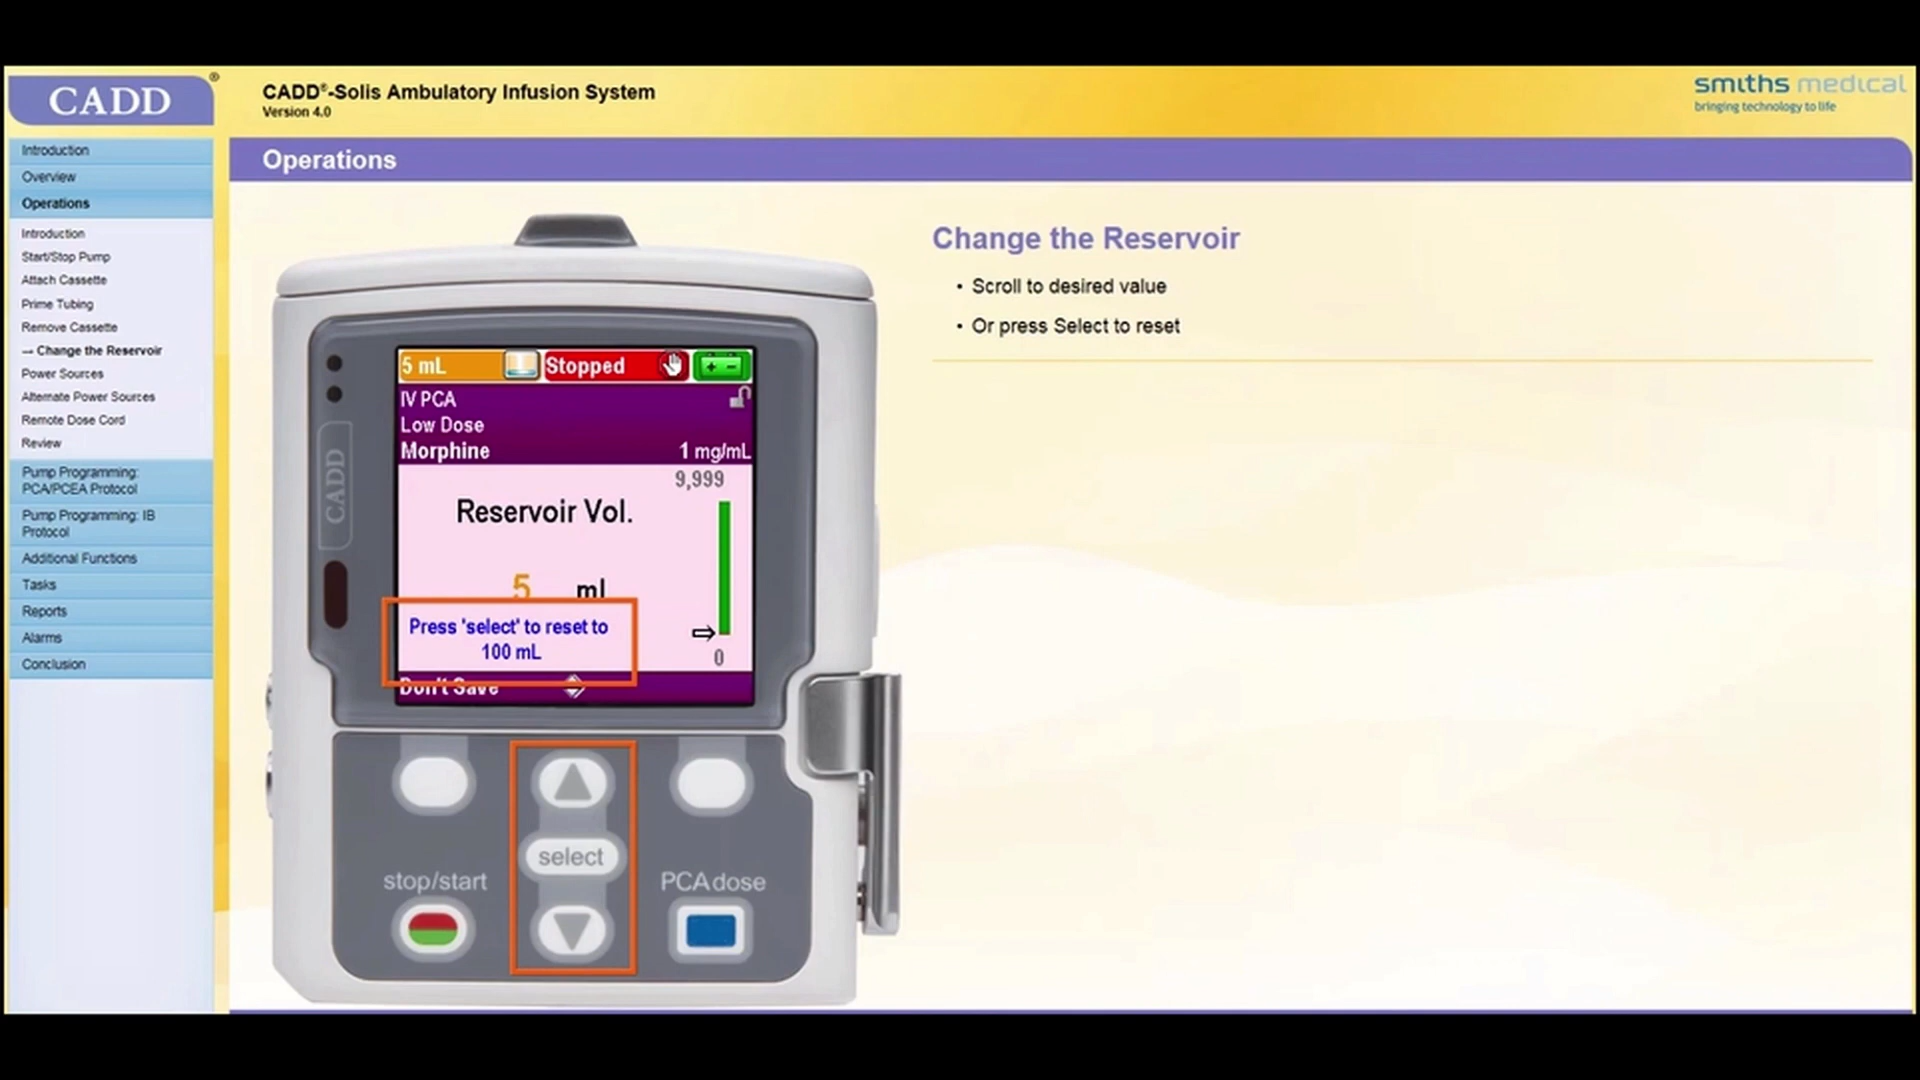 CADD®
CADD®-Solis Ambulatory Infusion System
Version 4.0
smiths medical
bringing technology to life
Introduction
Overview
Operations
Introduction
Start/Stop Pump
Attach Cassette
Prime Tubing
Remove Cassette
→ Change the Reservoir
Power Sources
Alternate Power Sources
Remote Dose Cord
Review
Pump Programming:
PCA/PCEA Protocol
Pump Programming: IB
Protocol
Additional Functions
Tasks
Reports
Alarms
Conclusion
Operations
Change the Reservoir
• Scroll to desired value
• Or press Select to reset
CADD
5 mL Stopped
IV PCA
Low Dose
Morphine 1 mg/mL
9,999
Reservoir Vol.
5 ml
Press 'select' to reset to
100 mL
0
Don't Save
select
stop/start
PCA dose